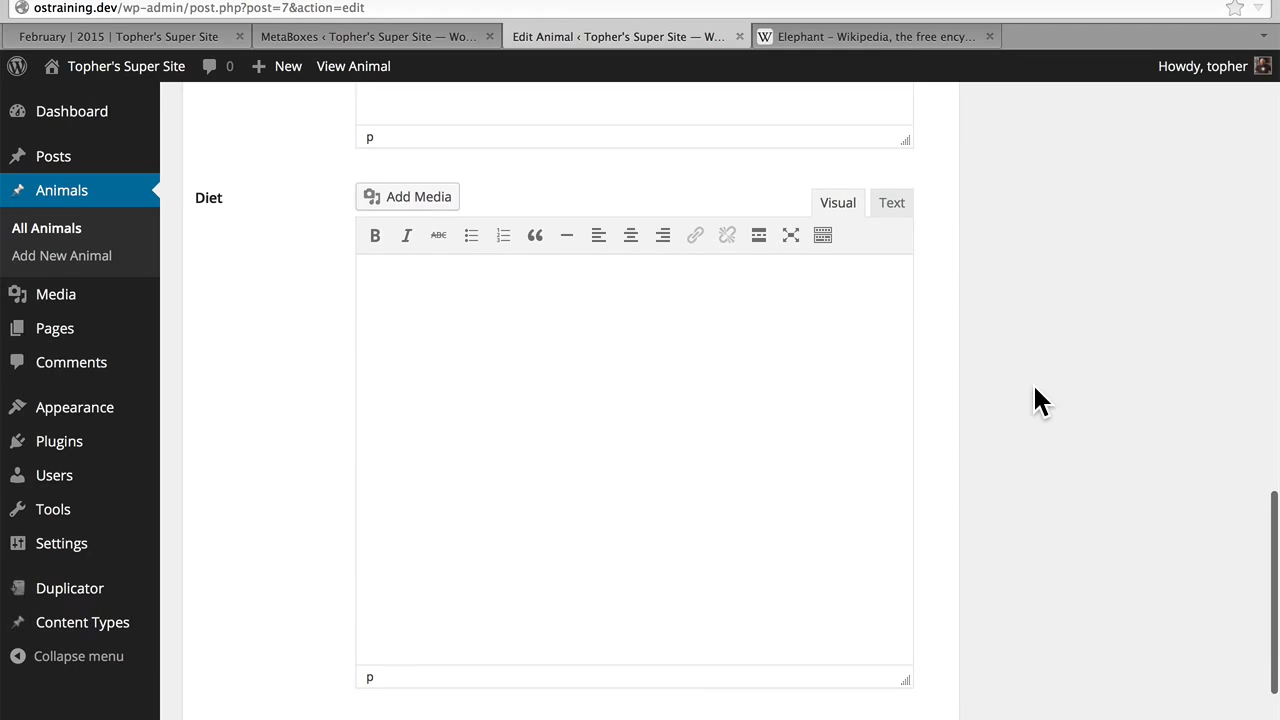 ostraining.dev/wp-admin/post.php?post=7&action=edit
February | 2015 | Topher's Super Site
MetaBoxes ‹ Topher's Super Site — Wo...
Edit Animal ‹ Topher's Super Site — W...
W Elephant – Wikipedia, the free ency...
Topher's Super Site
0
New
View Animal
Howdy, topher
Dashboard
Posts
Animals
All Animals
Add New Animal
Media
Pages
Comments
Appearance
Plugins
Users
Tools
Settings
Duplicator
Content Types
Collapse menu
p
Diet
Add Media
Visual
Text
B I ABC
p